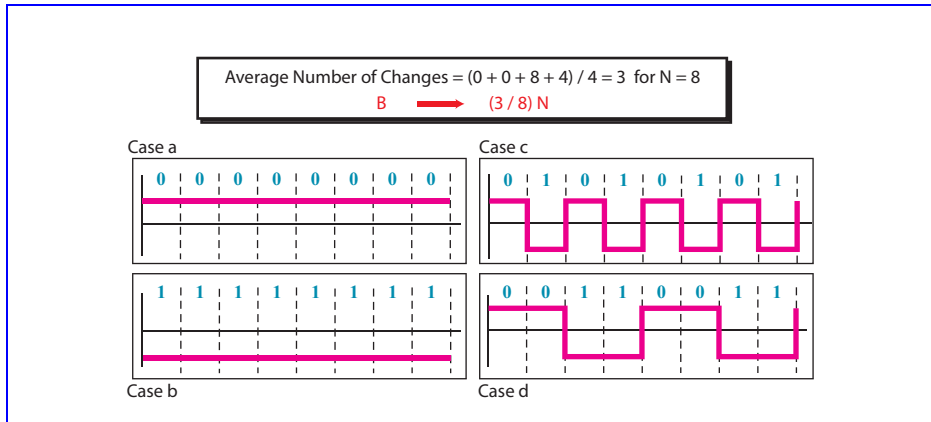 Average Number of Changes = (0 + 0 + 8 + 4) / 4 = 3 for N = 8
B (3 / 8) N
Case a
0 0 0 0 0 0 0 0
Case c
0 1 0 1 0 1 0 1
1 1 1 1 1 1 1 1
Case b
0 0 1 1 0 0 1 1
Case d